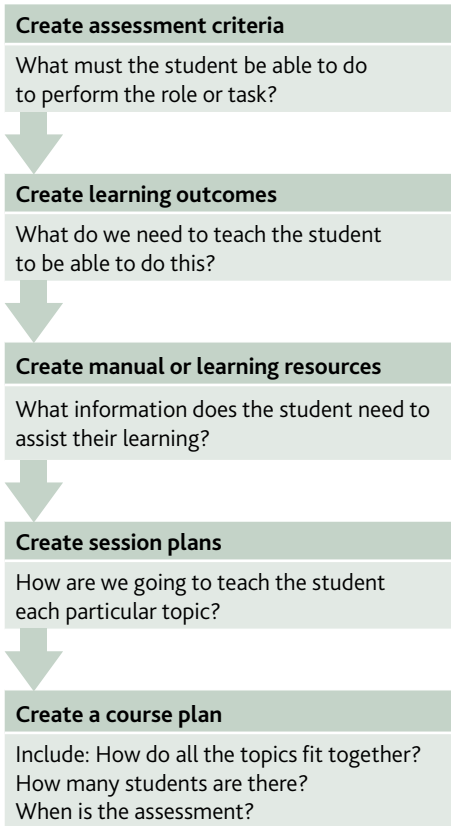 Create assessment criteria
What must the student be able to do
to perform the role or task?
Create learning outcomes
What do we need to teach the student
to be able to do this?
Create manual or learning resources
What information does the student need to
assist their learning?
Create session plans
How are we going to teach the student
each particular topic?
Create a course plan
Include: How do all the topics fit together?
How many students are there?
When is the assessment?